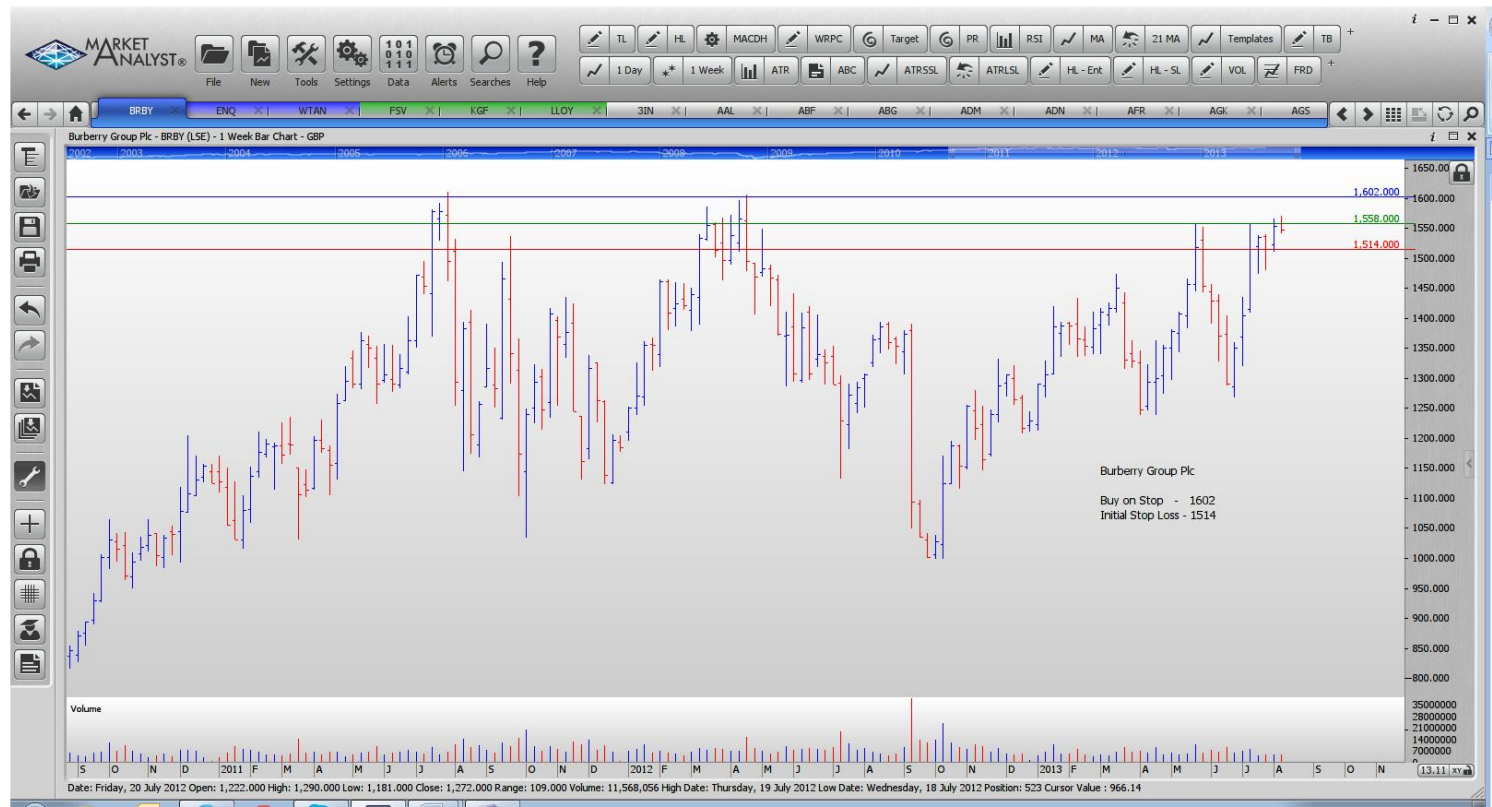 i
MARKET
ANALYST®
File New Tools Settings Data Alerts Searches Help
TL HL MACDH WRPC Target PR RSI MA 21 MA Templates TB +
1 Day 1 Week ATR ABC ATRSSL ATRLSL HL - Ent HL - SL VOL FRD +
BRBY ENQ WTAN FSV KGF LLOY 3IN AAL ABF ABG ADM ADN AFR AGK AGS
Burberry Group Plc - BRBY (LSE) - 1 Week Bar Chart - GBP
2002 2003 2004 2005 2006 2007 2008 2009 2010 2011 2012 2013
1650.00
1,602.000
1600.000
1,558.000
1550.000
1,514.000
1500.000
1450.000
1400.000
1350.000
1300.000
1250.000
1200.000
1150.000
Burberry Group Plc
1100.000
Buy on Stop - 1602
Initial Stop Loss - 1514
1050.000
1000.000
950.000
900.000
850.000
800.000
Volume
35000000
28000000
21000000
14000000
7000000
S O N D 2011 F M A M J J A S O N D 2012 F M A M J J A S O N D 2013 F M A M J J A S O N
13.11 XY
Date: Friday, 20 July 2012 Open: 1,222.000 High: 1,290.000 Low: 1,181.000 Close: 1,272.000 Range: 109.000 Volume: 11,568,056 High Date: Thursday, 19 July 2012 Low Date: Wednesday, 18 July 2012 Position: 523 Cursor Value : 966.14